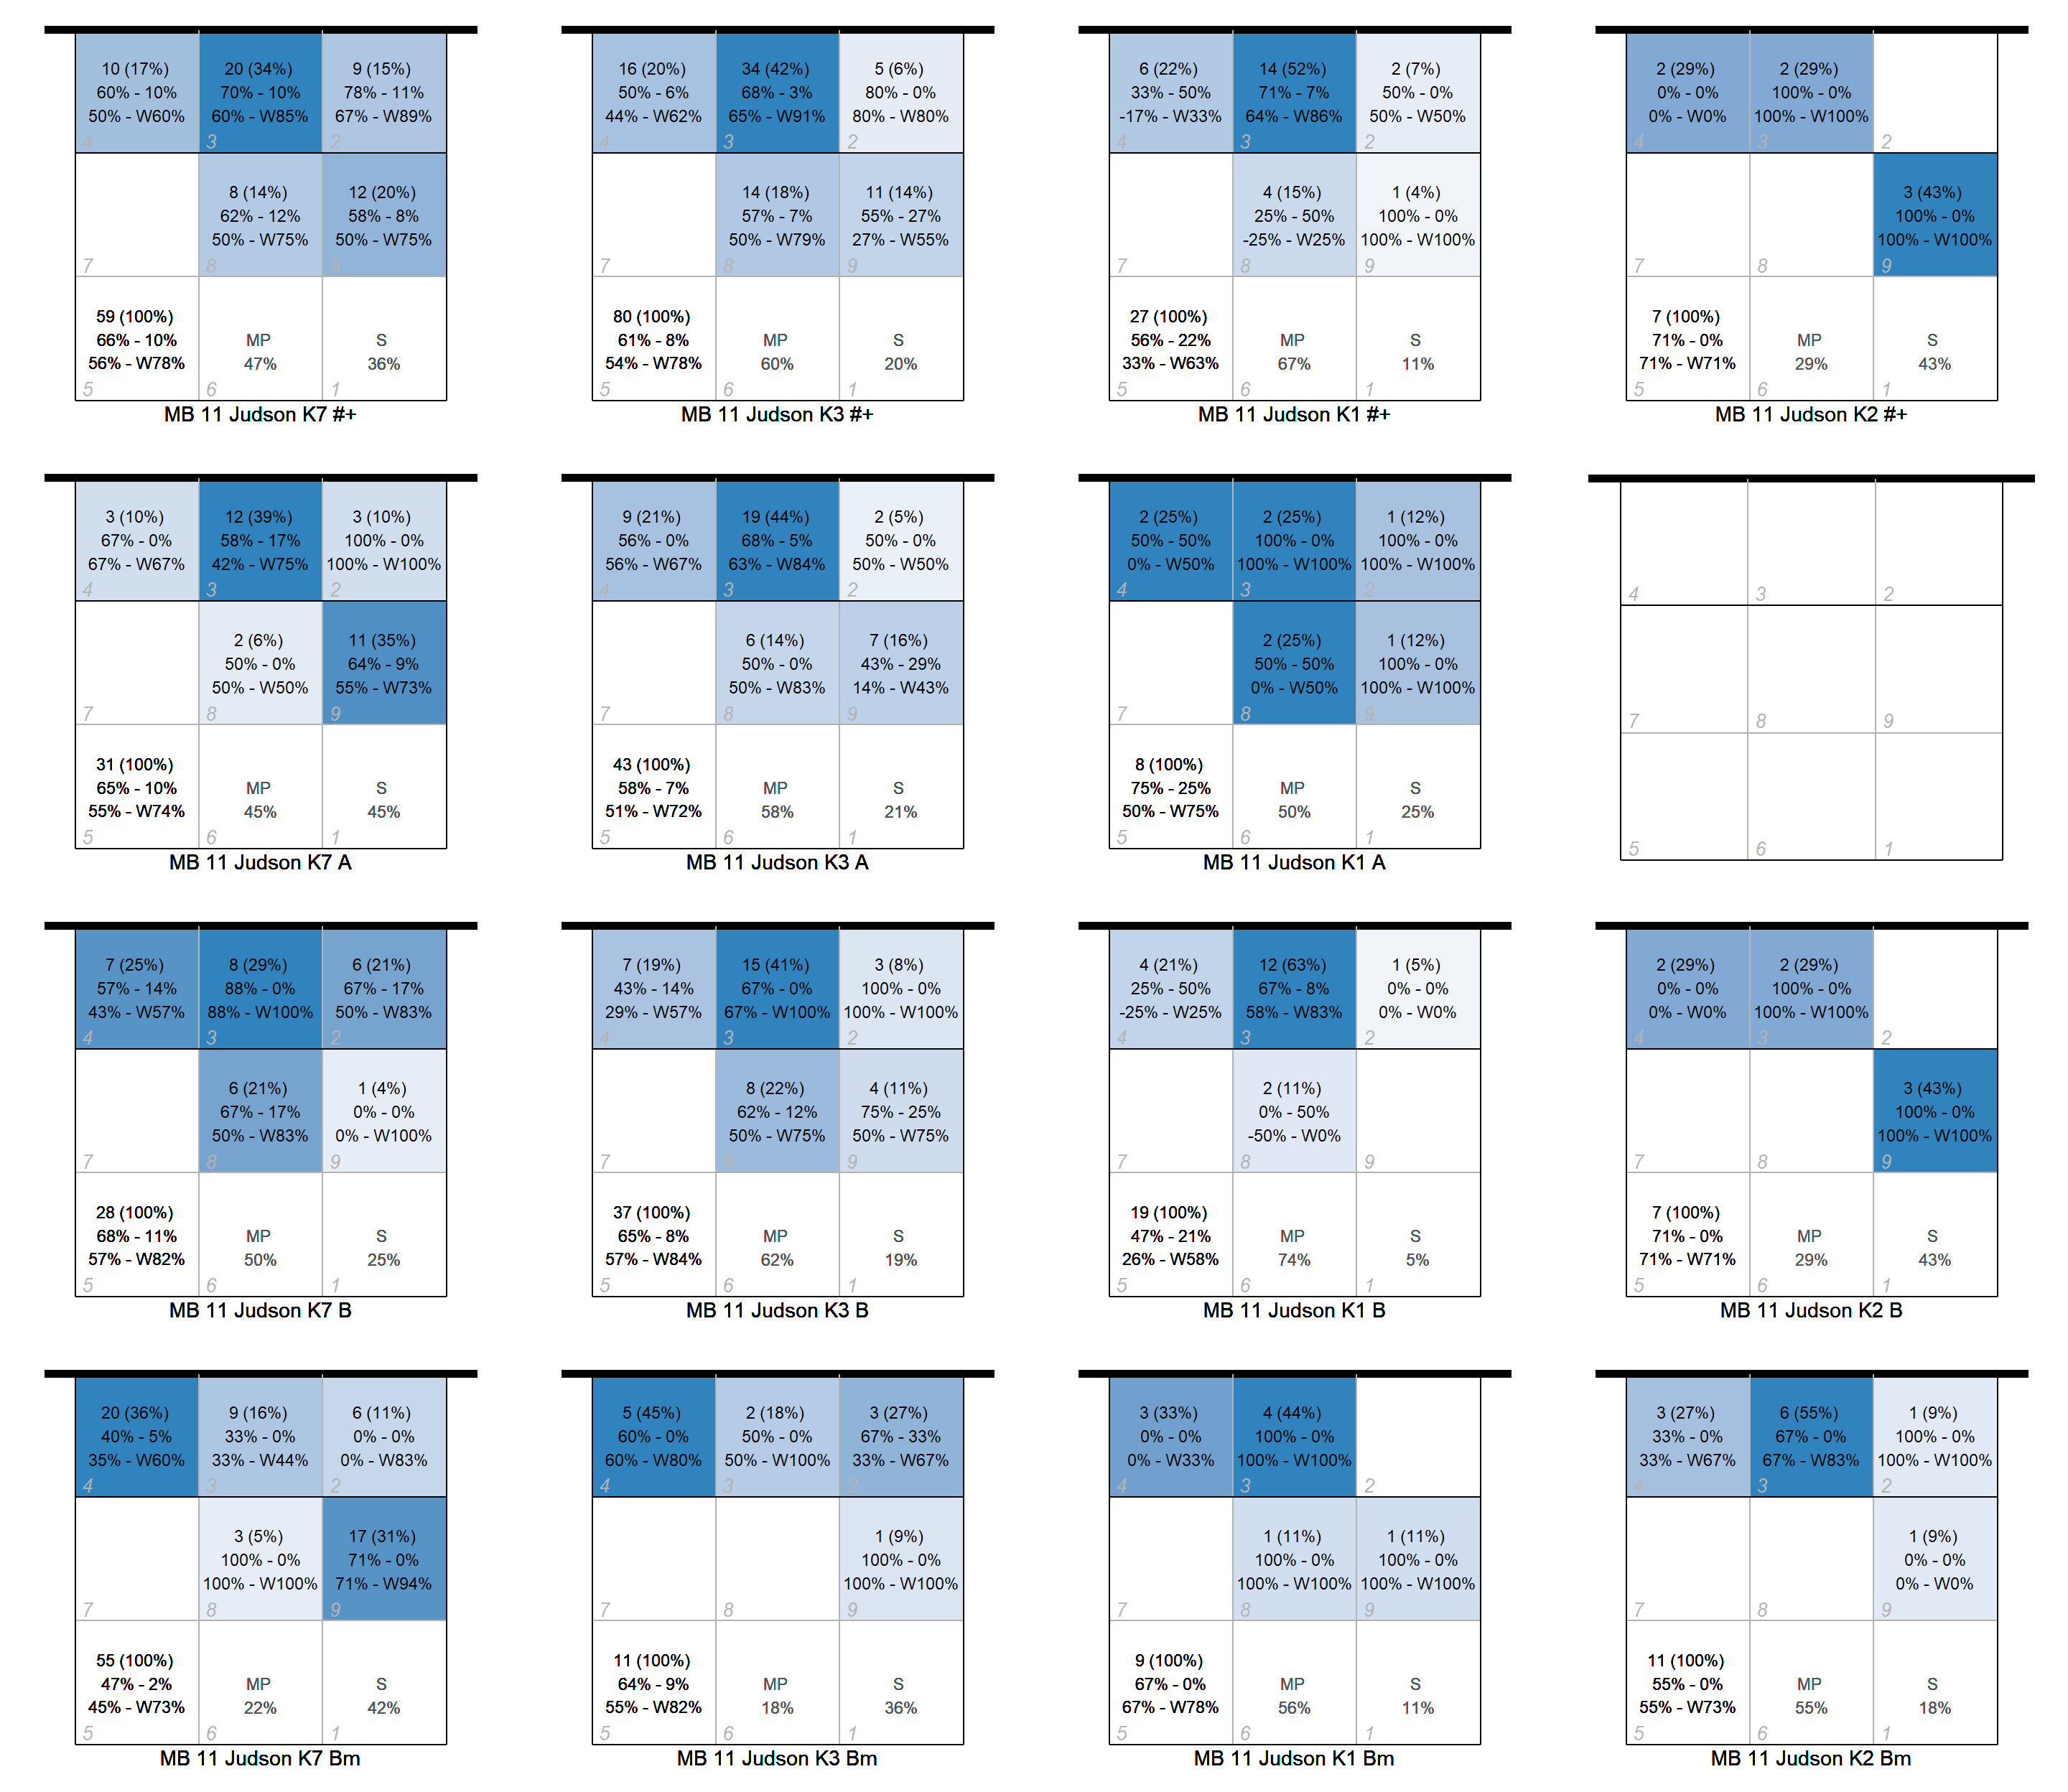 10 (17%)
60% - 10%
50% - W60%
4
20 (34%)
70% - 10%
60% - W85%
3
9 (15%)
78% - 11%
67% - W89%
2
7
8 (14%)
62% - 12%
50% - W75%
8
12 (20%)
58% - 8%
50% - W75%
9
59 (100%)
66% - 10%
56% - W78%
5
MP
47%
6
S
36%
1
MB 11 Judson K7 #+
16 (20%)
50% - 6%
44% - W62%
4
34 (42%)
68% - 3%
65% - W91%
3
5 (6%)
80% - 0%
80% - W80%
2
7
14 (18%)
57% - 7%
50% - W79%
8
11 (14%)
55% - 27%
27% - W55%
9
80 (100%)
61% - 8%
54% - W78%
5
MP
60%
6
S
20%
1
MB 11 Judson K3 #+
6 (22%)
33% - 50%
-17% - W33%
4
14 (52%)
71% - 7%
64% - W86%
3
2 (7%)
50% - 0%
50% - W50%
2
7
4 (15%)
25% - 50%
-25% - W25%
8
1 (4%)
100% - 0%
100% - W100%
9
27 (100%)
56% - 22%
33% - W63%
5
MP
67%
6
S
11%
1
MB 11 Judson K1 #+
2 (29%)
0% - 0%
0% - W0%
4
2 (29%)
100% - 0%
100% - W100%
3
2
7
8
3 (43%)
100% - 0%
100% - W100%
9
7 (100%)
71% - 0%
71% - W71%
5
MP
29%
6
S
43%
1
MB 11 Judson K2 #+
3 (10%)
67% - 0%
67% - W67%
4
12 (39%)
58% - 17%
42% - W75%
3
3 (10%)
100% - 0%
100% - W100%
2
7
2 (6%)
50% - 0%
50% - W50%
8
11 (35%)
64% - 9%
55% - W73%
9
31 (100%)
65% - 10%
55% - W74%
5
MP
45%
6
S
45%
1
MB 11 Judson K7 A
9 (21%)
56% - 0%
56% - W67%
4
19 (44%)
68% - 5%
63% - W84%
3
2 (5%)
50% - 0%
50% - W50%
2
7
6 (14%)
50% - 0%
50% - W83%
8
7 (16%)
43% - 29%
14% - W43%
9
43 (100%)
58% - 7%
51% - W72%
5
MP
58%
6
S
21%
1
MB 11 Judson K3 A
2 (25%)
50% - 50%
0% - W50%
4
2 (25%)
100% - 0%
100% - W100%
3
1 (12%)
100% - 0%
100% - W100%
2
7
2 (25%)
50% - 50%
0% - W50%
8
1 (12%)
100% - 0%
100% - W100%
9
8 (100%)
75% - 25%
50% - W75%
5
MP
50%
6
S
25%
1
MB 11 Judson K1 A
4
3
2
7
8
9
5
6
1
7 (25%)
57% - 14%
43% - W57%
4
8 (29%)
88% - 0%
88% - W100%
3
6 (21%)
67% - 17%
50% - W83%
2
7
6 (21%)
67% - 17%
50% - W83%
8
1 (4%)
0% - 0%
0% - W100%
9
28 (100%)
68% - 11%
57% - W82%
5
MP
50%
6
S
25%
1
MB 11 Judson K7 B
7 (19%)
43% - 14%
29% - W57%
4
15 (41%)
67% - 0%
67% - W100%
3
3 (8%)
100% - 0%
100% - W100%
2
7
8 (22%)
62% - 12%
50% - W75%
8
4 (11%)
75% - 25%
50% - W75%
9
37 (100%)
65% - 8%
57% - W84%
5
MP
62%
6
S
19%
1
MB 11 Judson K3 B
4 (21%)
25% - 50%
-25% - W25%
4
12 (63%)
67% - 8%
58% - W83%
3
1 (5%)
0% - 0%
0% - W0%
2
7
2 (11%)
0% - 50%
-50% - W0%
8
9
19 (100%)
47% - 21%
26% - W58%
5
MP
74%
6
S
5%
1
MB 11 Judson K1 B
2 (29%)
0% - 0%
0% - W0%
4
2 (29%)
100% - 0%
100% - W100%
3
2
7
8
3 (43%)
100% - 0%
100% - W100%
9
7 (100%)
71% - 0%
71% - W71%
5
MP
29%
6
S
43%
1
MB 11 Judson K2 B
20 (36%)
40% - 5%
35% - W60%
4
9 (16%)
33% - 0%
33% - W44%
3
6 (11%)
0% - 0%
0% - W83%
2
7
3 (5%)
100% - 0%
100% - W100%
8
17 (31%)
71% - 0%
71% - W94%
9
55 (100%)
47% - 2%
45% - W73%
5
MP
22%
6
S
42%
1
MB 11 Judson K7 Bm
5 (45%)
60% - 0%
60% - W80%
4
2 (18%)
50% - 0%
50% - W100%
3
3 (27%)
67% - 33%
33% - W67%
2
7
8
1 (9%)
100% - 0%
100% - W100%
9
11 (100%)
64% - 9%
55% - W82%
5
MP
18%
6
S
36%
1
MB 11 Judson K3 Bm
3 (33%)
0% - 0%
0% - W33%
4
4 (44%)
100% - 0%
100% - W100%
3
2
7
1 (11%)
100% - 0%
100% - W100%
8
1 (11%)
100% - 0%
100% - W100%
9
9 (100%)
67% - 0%
67% - W78%
5
MP
56%
6
S
11%
1
MB 11 Judson K1 Bm
3 (27%)
33% - 0%
33% - W67%
4
6 (55%)
67% - 0%
67% - W83%
3
1 (9%)
100% - 0%
100% - W100%
2
7
8
1 (9%)
0% - 0%
0% - W0%
9
11 (100%)
55% - 0%
55% - W73%
5
MP
55%
6
S
18%
1
MB 11 Judson K2 Bm